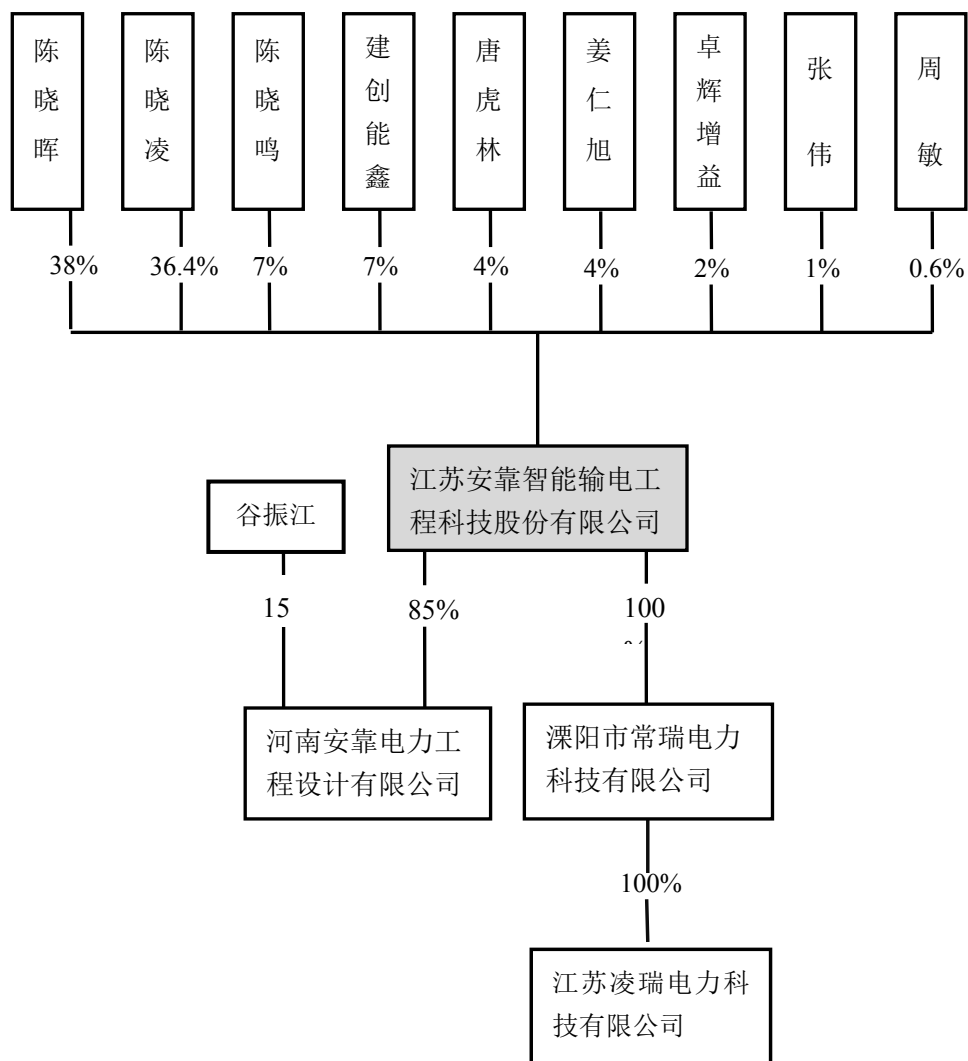 陈晓晖
陈晓凌
陈晓鸣
建创能鑫
唐虎林
姜仁旭
卓辉增益
张伟
周敏
38%
36.4%
7%
7%
4%
4%
2%
1%
0.6%
江苏安靠智能输电工
程科技股份有限公司
谷振江
15
85%
100
%
河南安靠电力工
程设计有限公司
溧阳市常瑞电力
科技有限公司
100%
江苏凌瑞电力科
技有限公司